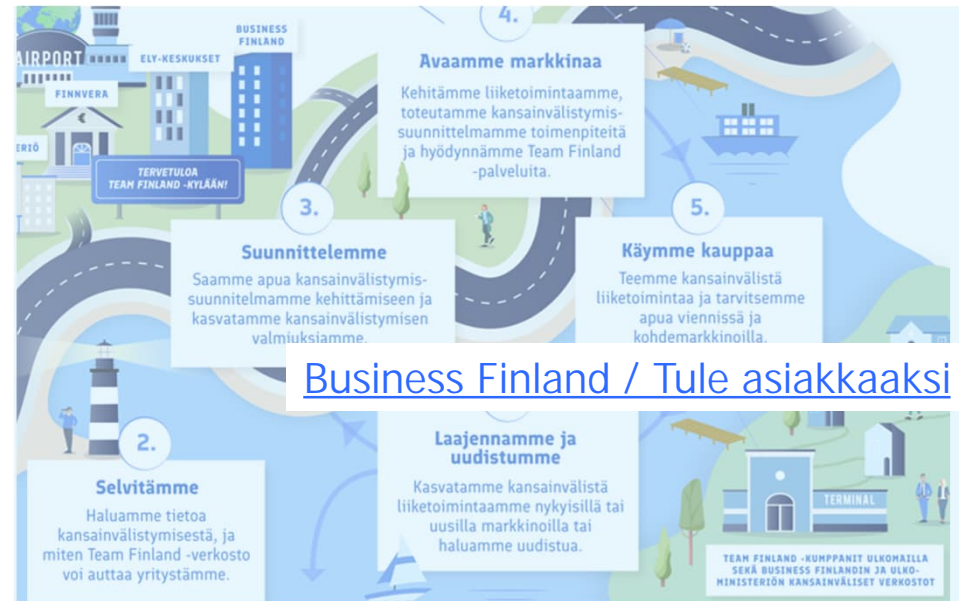 BUSINESS
FINLAND
AIRPORT
ELY-KESKUKSET
FINNVERA
TERVETULOA
TEAM FINLAND -KYLÄÄN!
4.
Avaamme markkinaa
Kehitämme liiketoimintaamme,
toteutamme kansainvälistymis-
suunnittelmamme toimenpiteitä
ja hyödynnämme Team Finland
-palveluita.
3.
Suunnittelemme
Saamme apua kansainvälistymis-
suunnitelmamme kehittämiseen ja
kasvatamme kansainvälistymisen
valmiuksiamme.
5.
Käymme kauppaa
Teemme kansainvälistä
liiketoimintaa ja tarvitsemme
apua viennissä ja
kohdemarkkinoilla.
Business Finland / Tule asiakkaaksi
2.
Selvitämme
Haluamme tietoa
kansainvälistymisestä, ja
miten Team Finland -verkosto
voi auttaa yritystämme.
Laajennamme ja
uudistumme
Kasvatamme kansainvälistä
liiketoimintaamme nykyisillä tai
uusilla markkinoilla tai
haluamme uudistua.
TERMINAL
TEAM FINLAND -KUMPPANIT ULKOMAILLA
SEKÄ BUSINESS FINLANDIN JA ULKO-
MINISTERIÖN KANSAINVÄLISET VERKOSTOT